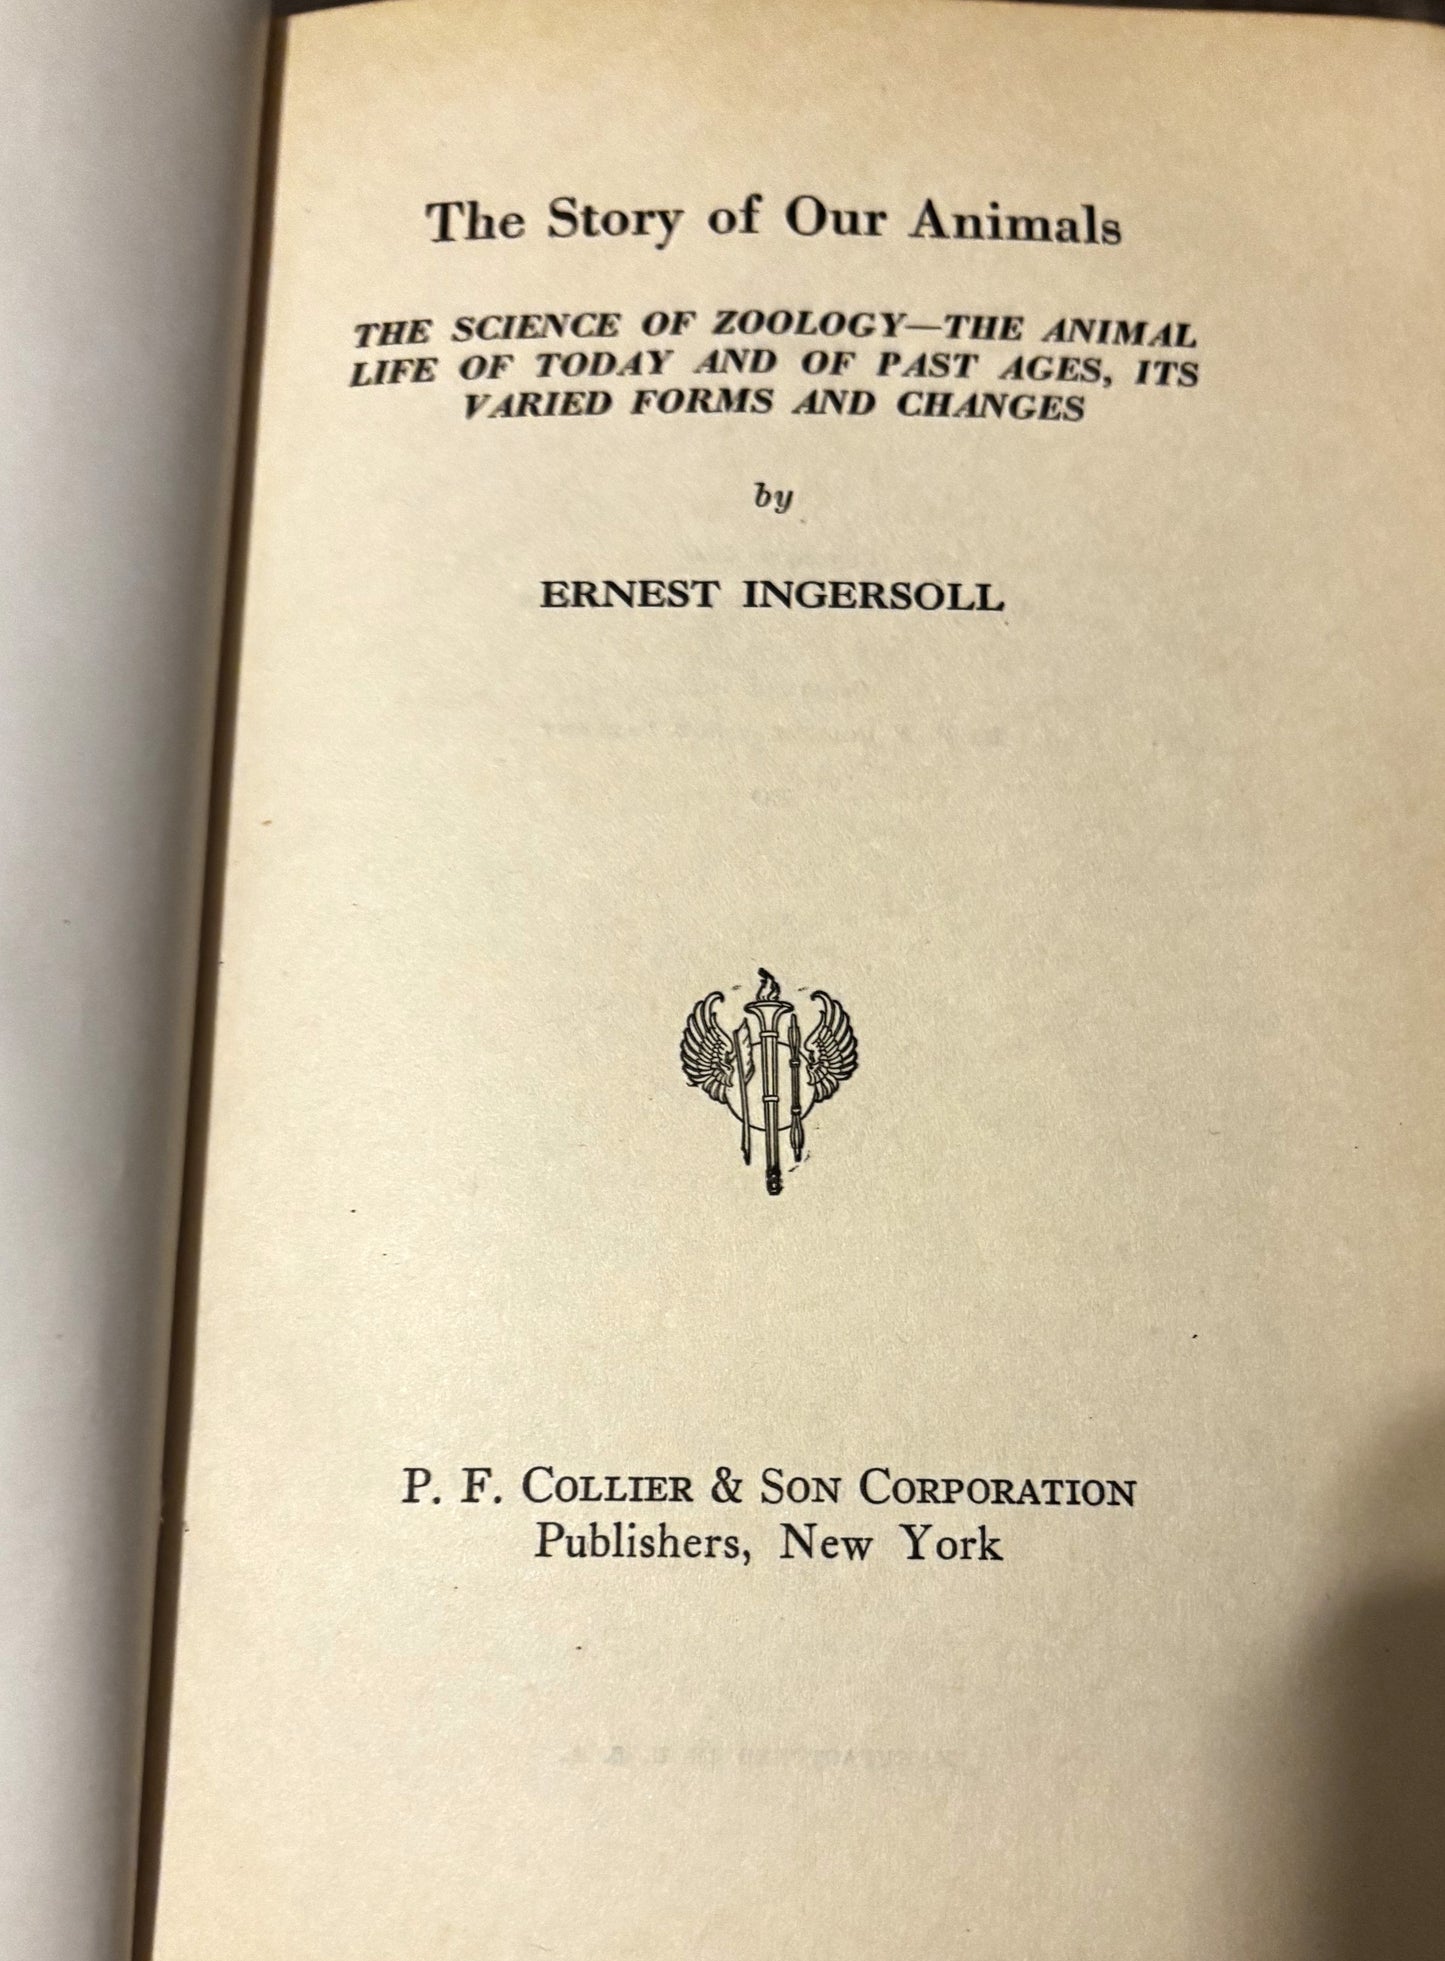 The Story of Our Animals
THE SCIENCE OF ZOOLOGY—THE ANIMAL
LIFE OF TODAY AND OF PAST AGES, ITS
VARIED FORMS AND CHANGES
by
ERNEST INGERSOLL
P. F. COLLIER & SON CORPORATION
Publishers, New York